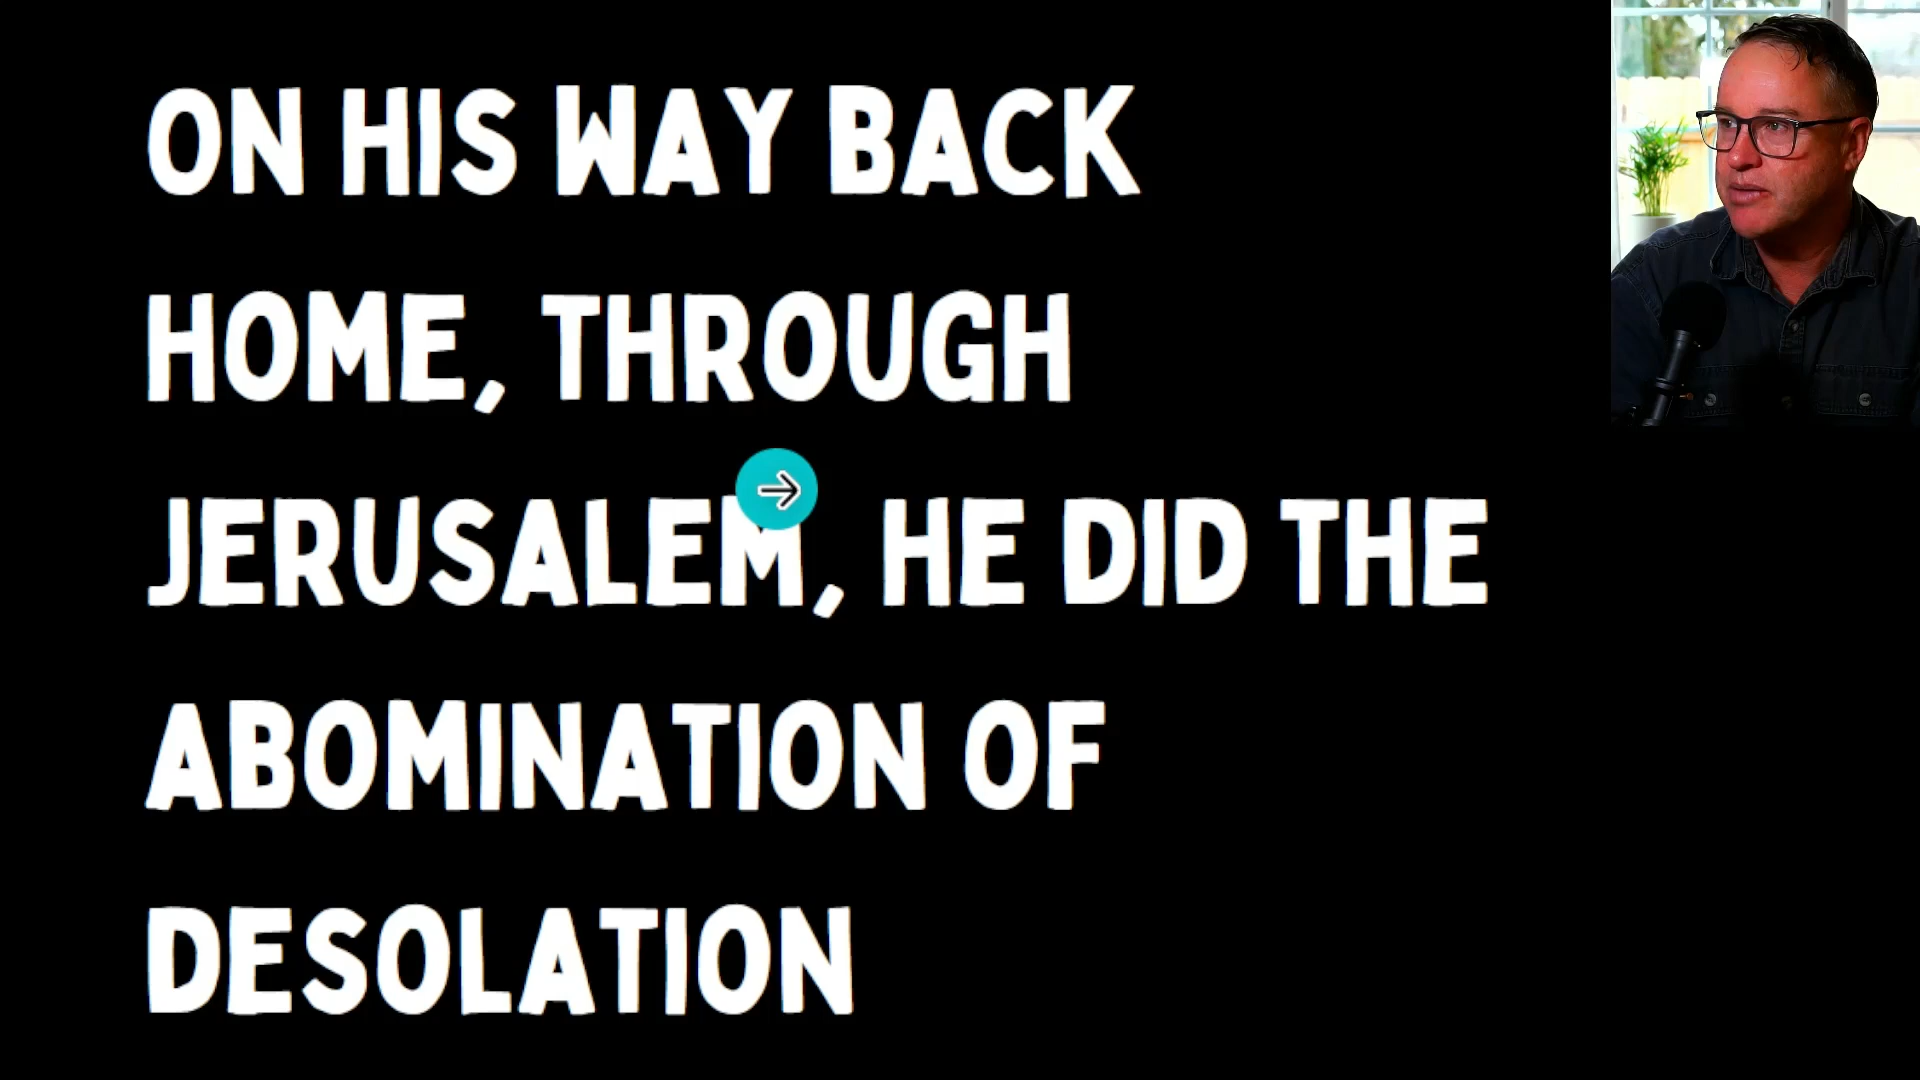 ON HIS WAY BACK
HOME, THROUGH
JERUSALEM, HE DID THE
ABOMINATION OF
DESOLATION